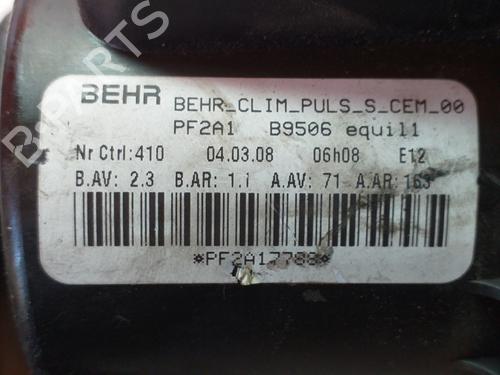 BEHR BEHR_CLIM_PULS_S_CEM_00
PF2A1 B9506 equil1
Nr Ctrl:410 04.03.08 06h08 E12
B.AV: 2.3 B.AR: 1.1 A.AV: 71 A.AR: 163
*PF2A17788*